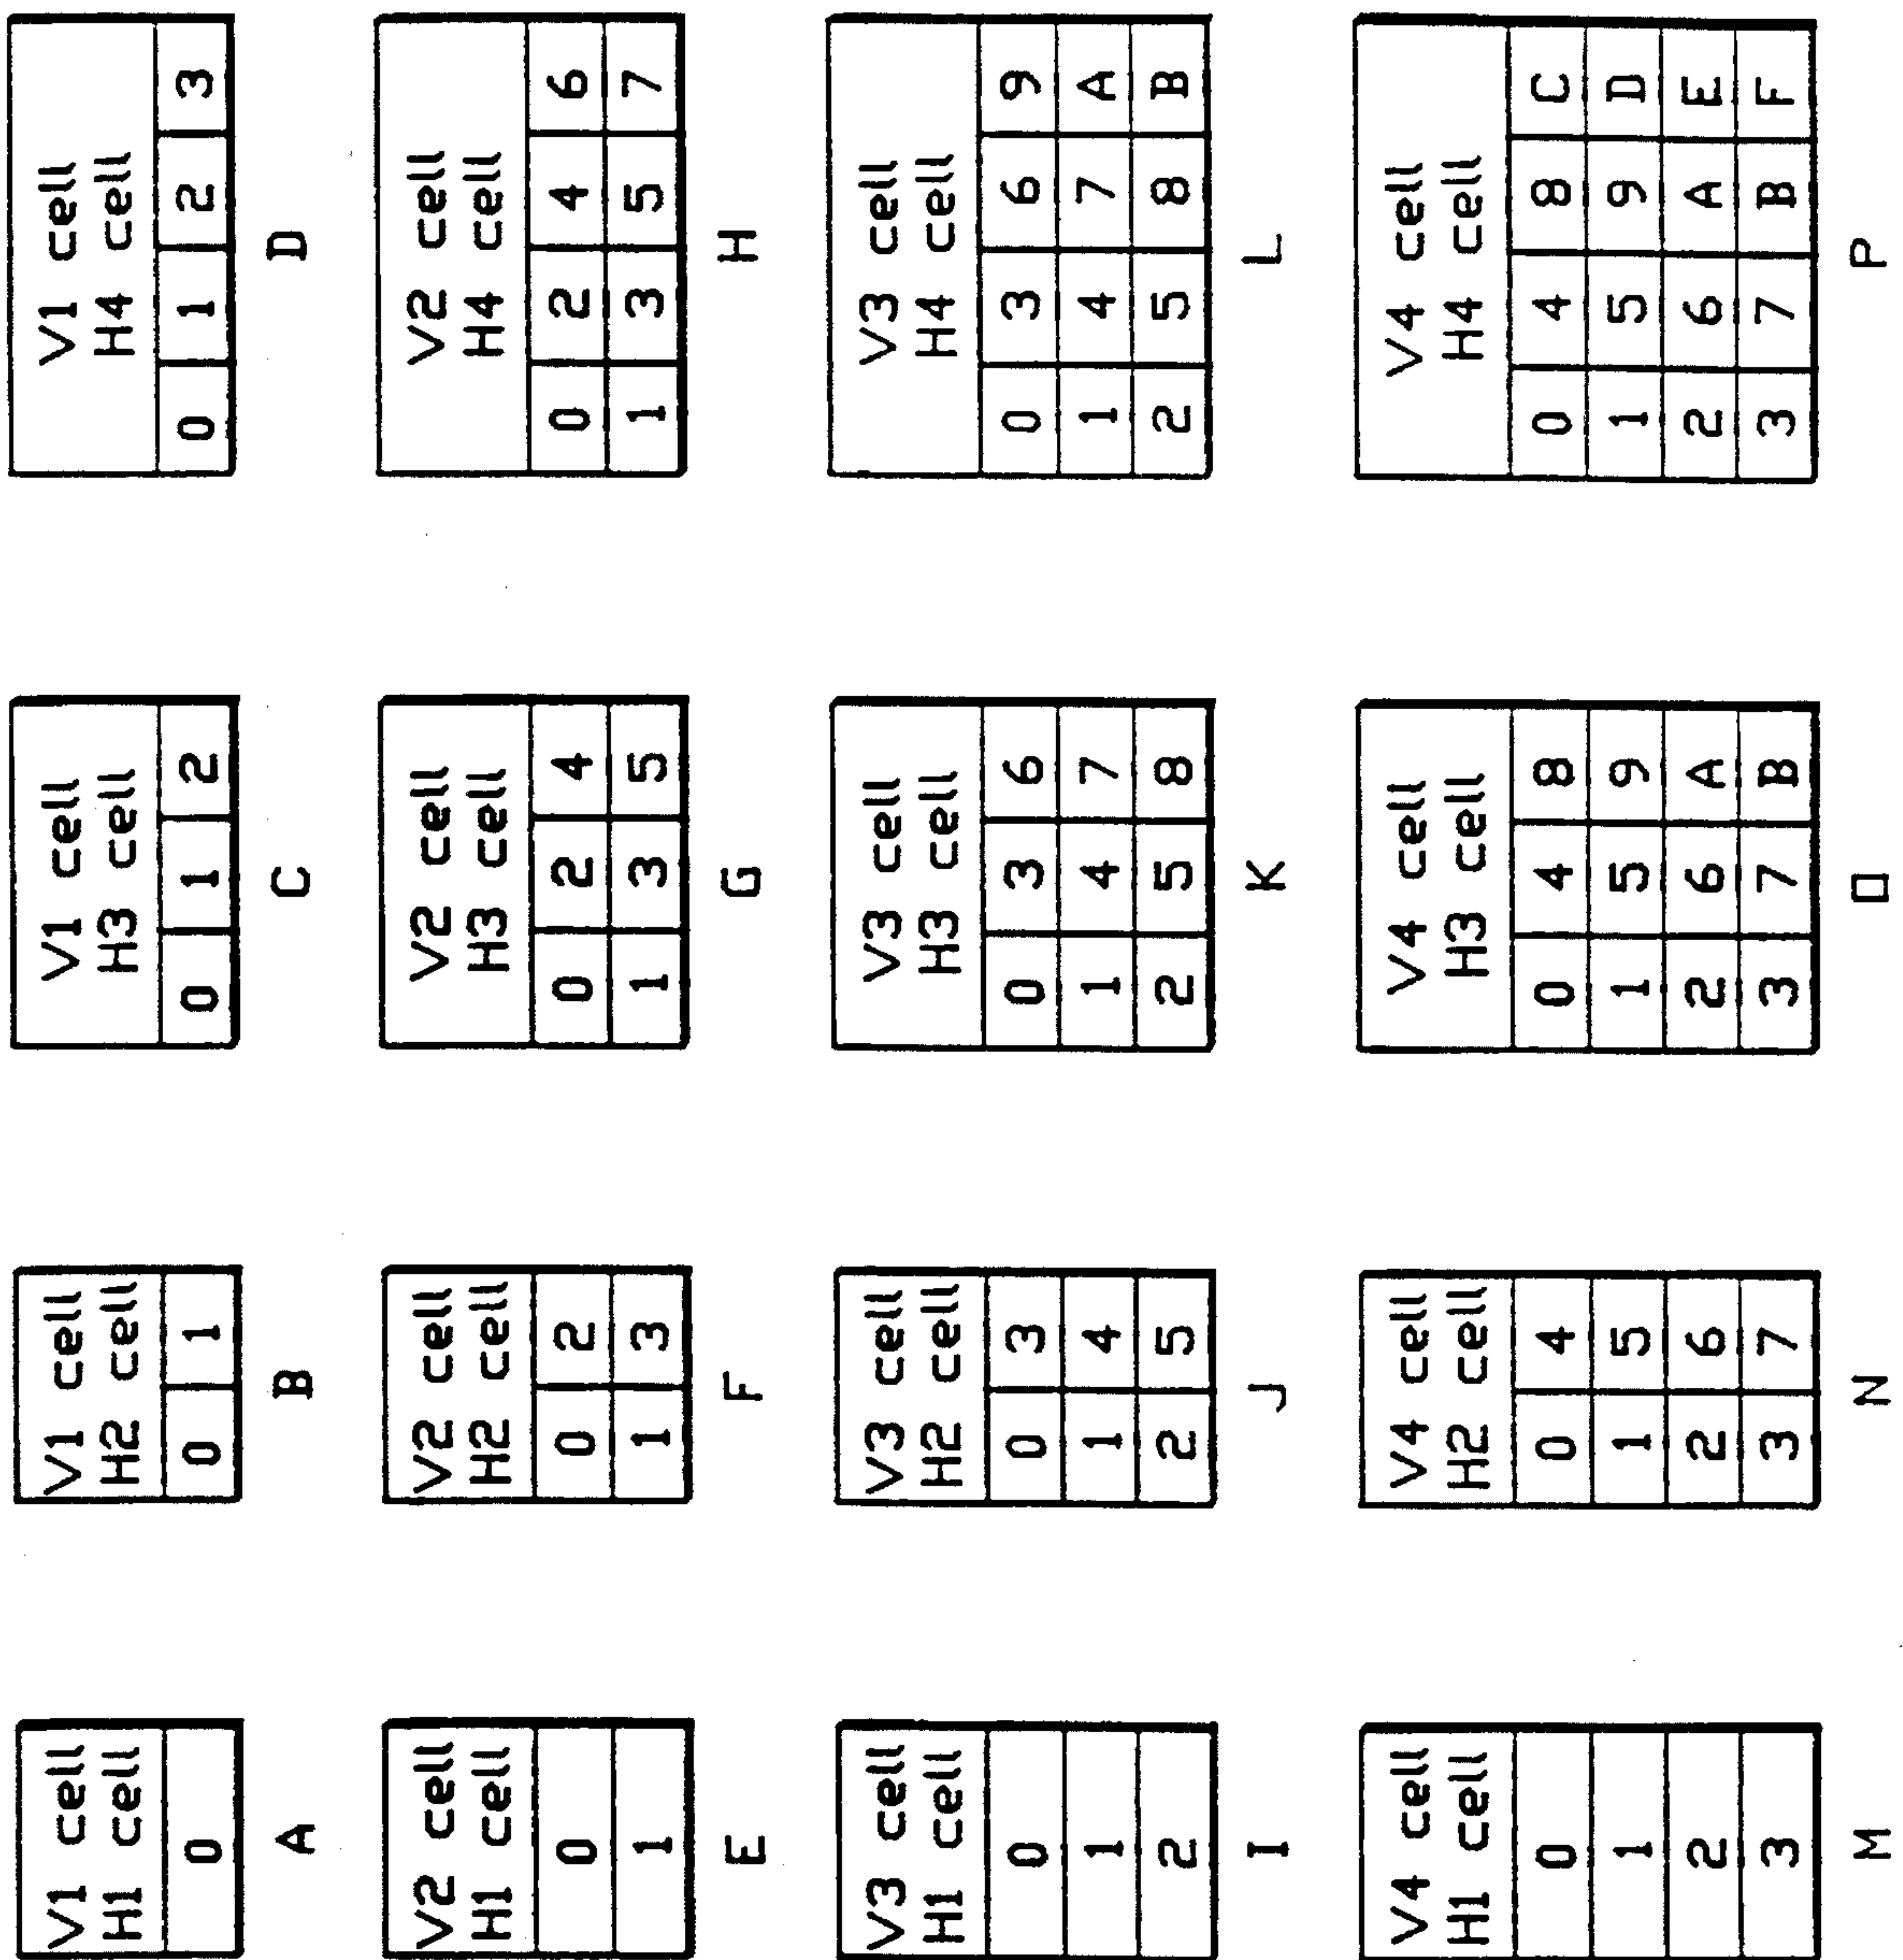 V1 cell
H1 cell
0
A
V1 cell
H2 cell
0 1
B
V1 cell
H3 cell
0 1 2
C
V1 cell
H4 cell
0 1 2 3
D
V2 cell
H1 cell
0
1
E
V2 cell
H2 cell
0 2
1 3
F
V2 cell
H3 cell
0 2 4
1 3 5
G
V2 cell
H4 cell
0 2 4 6
1 3 5 7
H
V3 cell
H1 cell
0
1
2
I
V3 cell
H2 cell
0 3
1 4
2 5
J
V3 cell
H3 cell
0 3 6
1 4 7
2 5 8
K
V3 cell
H4 cell
0 3 6 9
1 4 7 A
2 5 8 B
L
V4 cell
H1 cell
0
1
2
3
M
V4 cell
H2 cell
0 4
1 5
2 6
3 7
N
V4 cell
H3 cell
0 4 8
1 5 9
2 6 A
3 7 B
O
V4 cell
H4 cell
0 4 8 C
1 5 9 D
2 6 A E
3 7 B F
P